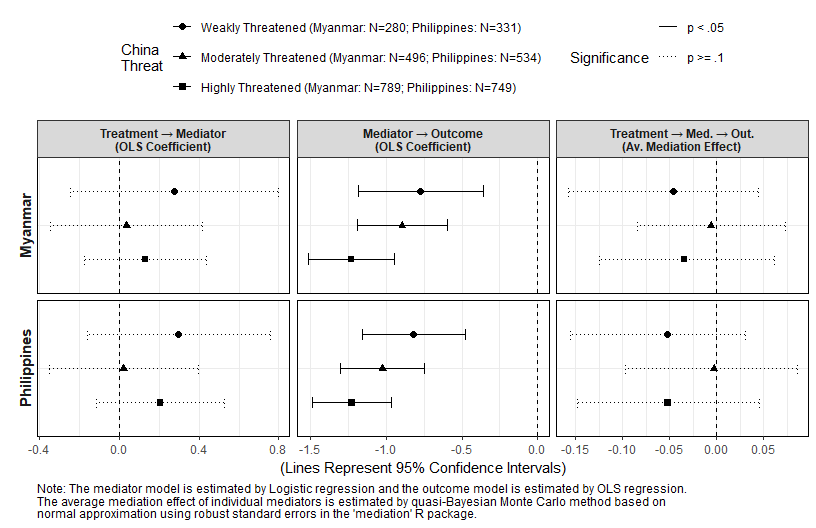 Weakly Threatened (Myanmar: N=280; Philippines: N=331)
China
Threat
Moderately Threatened (Myanmar: N=496; Philippines: N=534)
Highly Threatened (Myanmar: N=789; Philippines: N=749)
Significance
p < .05
p >= .1
Treatment → Mediator
(OLS Coefficient)
Mediator → Outcome
(OLS Coefficient)
Treatment → Med. → Out.
(Av. Mediation Effect)
Myanmar
Philippines
-0.4 0.0 0.4 0.8
-1.5 -1.0 -0.5 0.0
-0.15 -0.10 -0.05 0.00 0.05
(Lines Represent 95% Confidence Intervals)
Note: The mediator model is estimated by Logistic regression and the outcome model is estimated by OLS regression.
The average mediation effect of individual mediators is estimated by quasi-Bayesian Monte Carlo method based on
normal approximation using robust standard errors in the 'mediation' R package.